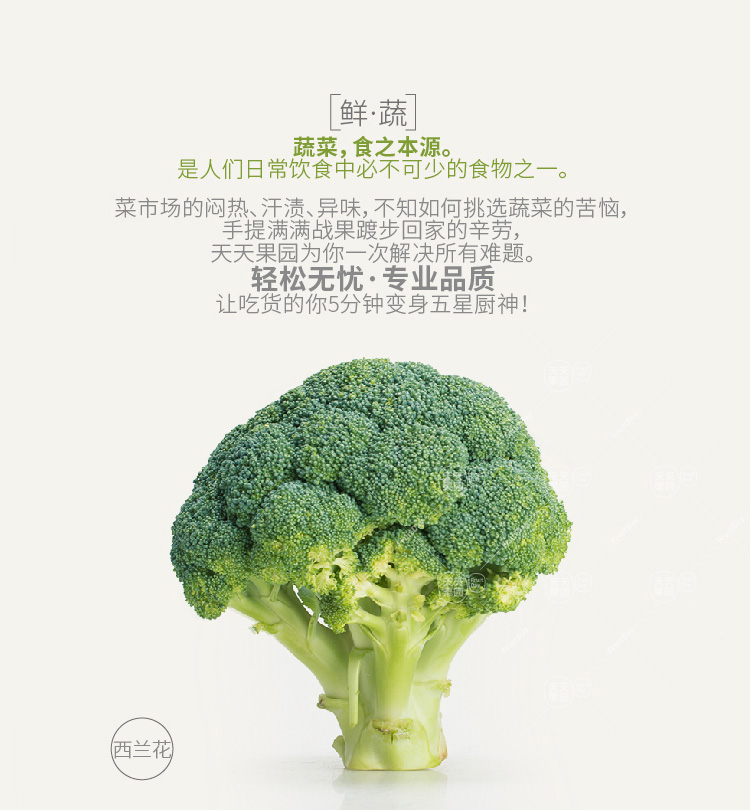 [鲜·蔬]
蔬菜，食之本源。
是人们日常饮食中必不可少的食物之一。
菜市场的闷热、汗渍、异味，不知如何挑选蔬菜的苦恼，
手提满满战果踱步回家的辛劳，
天天果园为你一次解决所有难题。
轻松无忧·专业品质
让吃货的你5分钟变身五星厨神！
西兰花